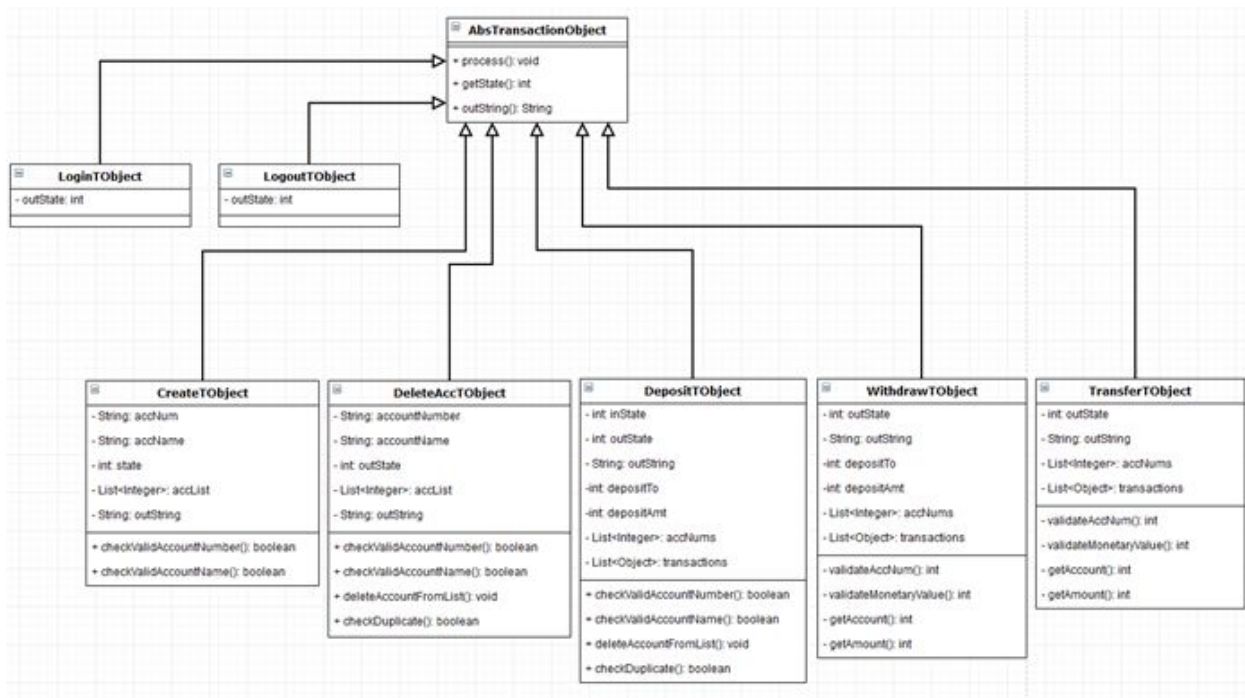 AbsTransactionObject
+ process(): void
+ getState(): int
+ outString(): String
LoginTObject
- outState: int
LogoutTObject
- outState: int
CreateTObject
- String: accNum
- String: accName
- int: state
- List<Integer>: accList
- String: outString
+ checkValidAccountNumber(): boolean
+ checkValidAccountName(): boolean
DeleteAccTObject
- String: accountNumber
- String: accountName
- int: outState
- List<Integer>: accList
- String: outString
+ checkValidAccountNumber(): boolean
+ checkValidAccountName(): boolean
+ deleteAccountFromList(): void
+ checkDuplicate(): boolean
DepositTObject
- int: inState
- int: outState
- String: outString
-int: depositTo
-int: depositAmt
- List<Integer>: accNums
- List<Object>: transactions
+ checkValidAccountNumber(): boolean
+ checkValidAccountName(): boolean
+ deleteAccountFromList(): void
+ checkDuplicate(): boolean
WithdrawTObject
- int: outState
- String: outString
-int: depositTo
-int: depositAmt
- List<Integer>: accNums
- List<Object>: transactions
- validateAccNum(): int
- validateMonetaryValue(): int
- getAccount(): int
- getAmount(): int
TransferTObject
- int: outState
- String: outString
- List<Integer>: accNums
- List<Object>: transactions
- validateAccNum(): int
- validateMonetaryValue(): int
- getAccount(): int
- getAmount(): int